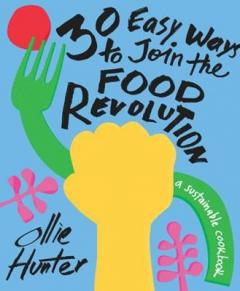 30 Easy Ways
to Join the
FOOD
REVOLUTION
a sustainable cookbook
Ollie
Hunter